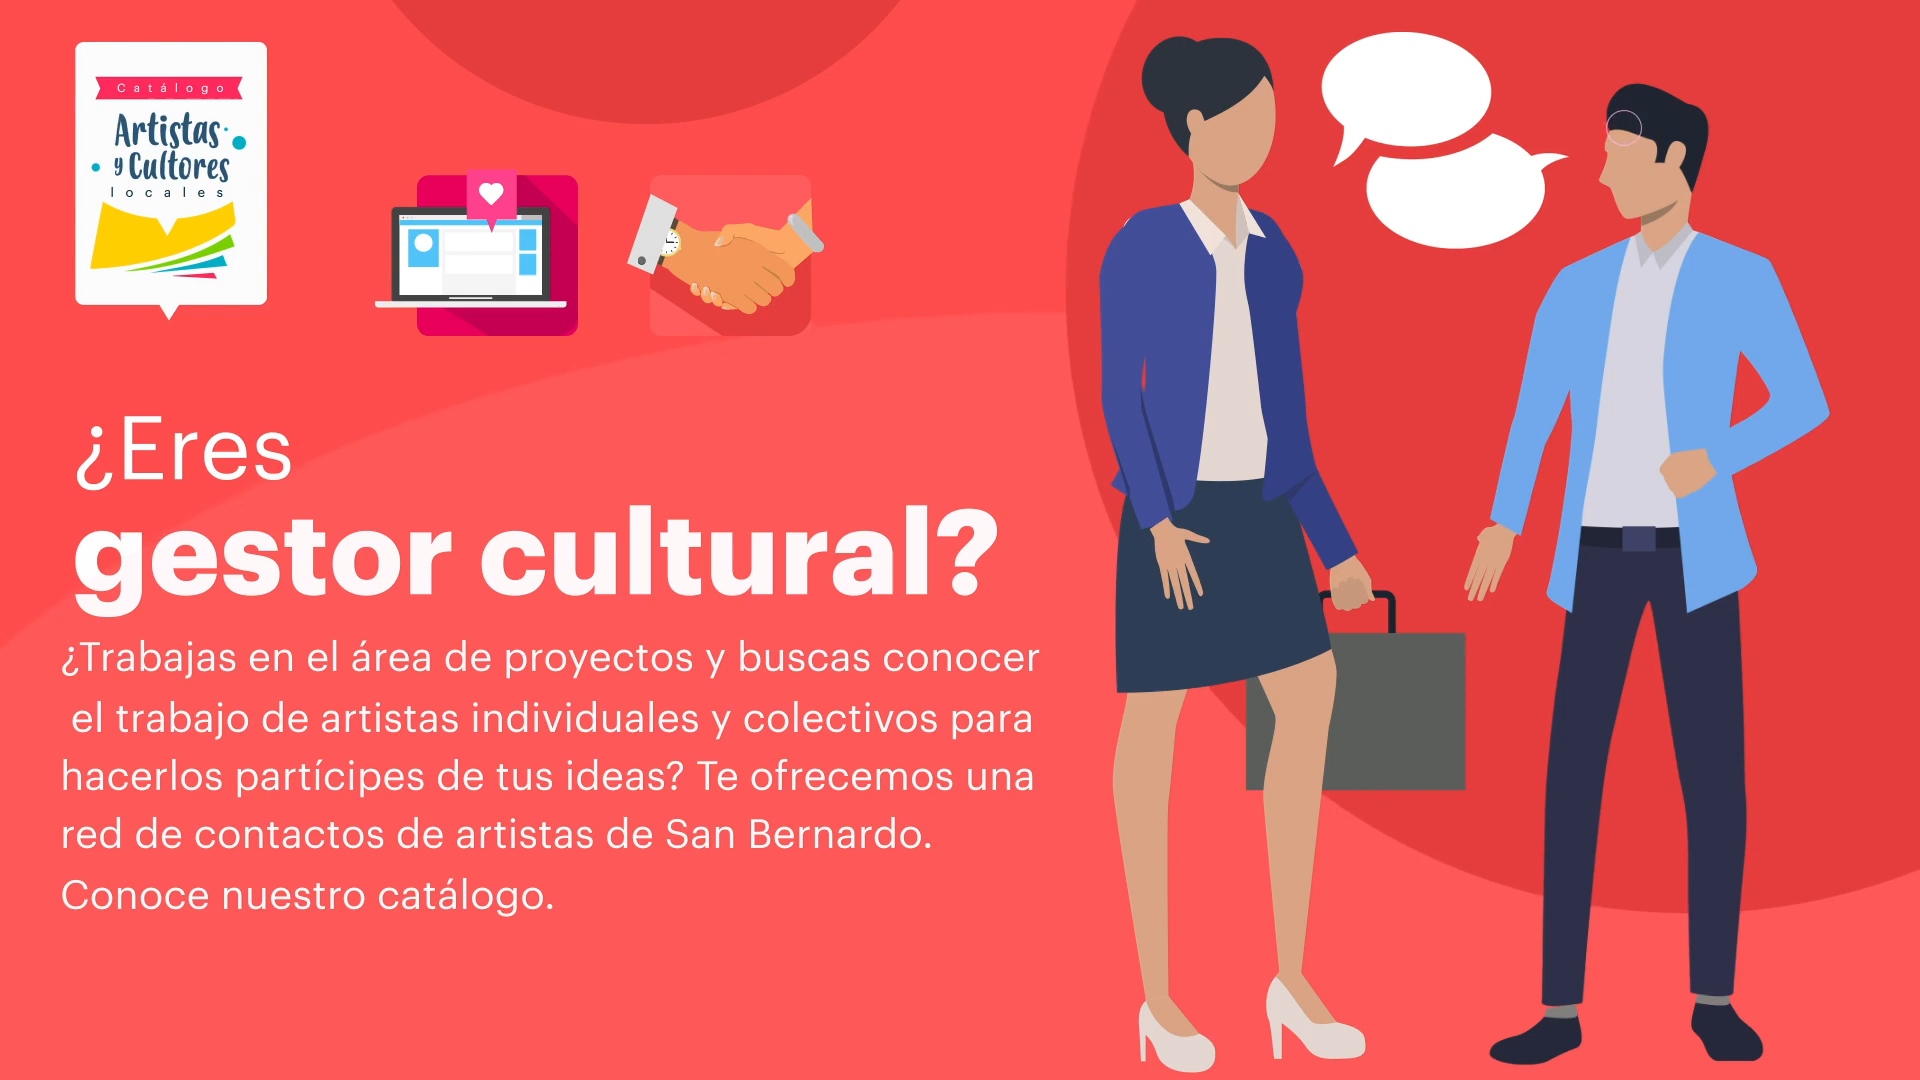 Catálogo
Artistas
y Cultores
locales
¿Eres
gestor cultural?
¿Trabajas en el área de proyectos y buscas conocer
el trabajo de artistas individuales y colectivos para
hacerlos partícipes de tus ideas? Te ofrecemos una
red de contactos de artistas de San Bernardo.
Conoce nuestro catálogo.